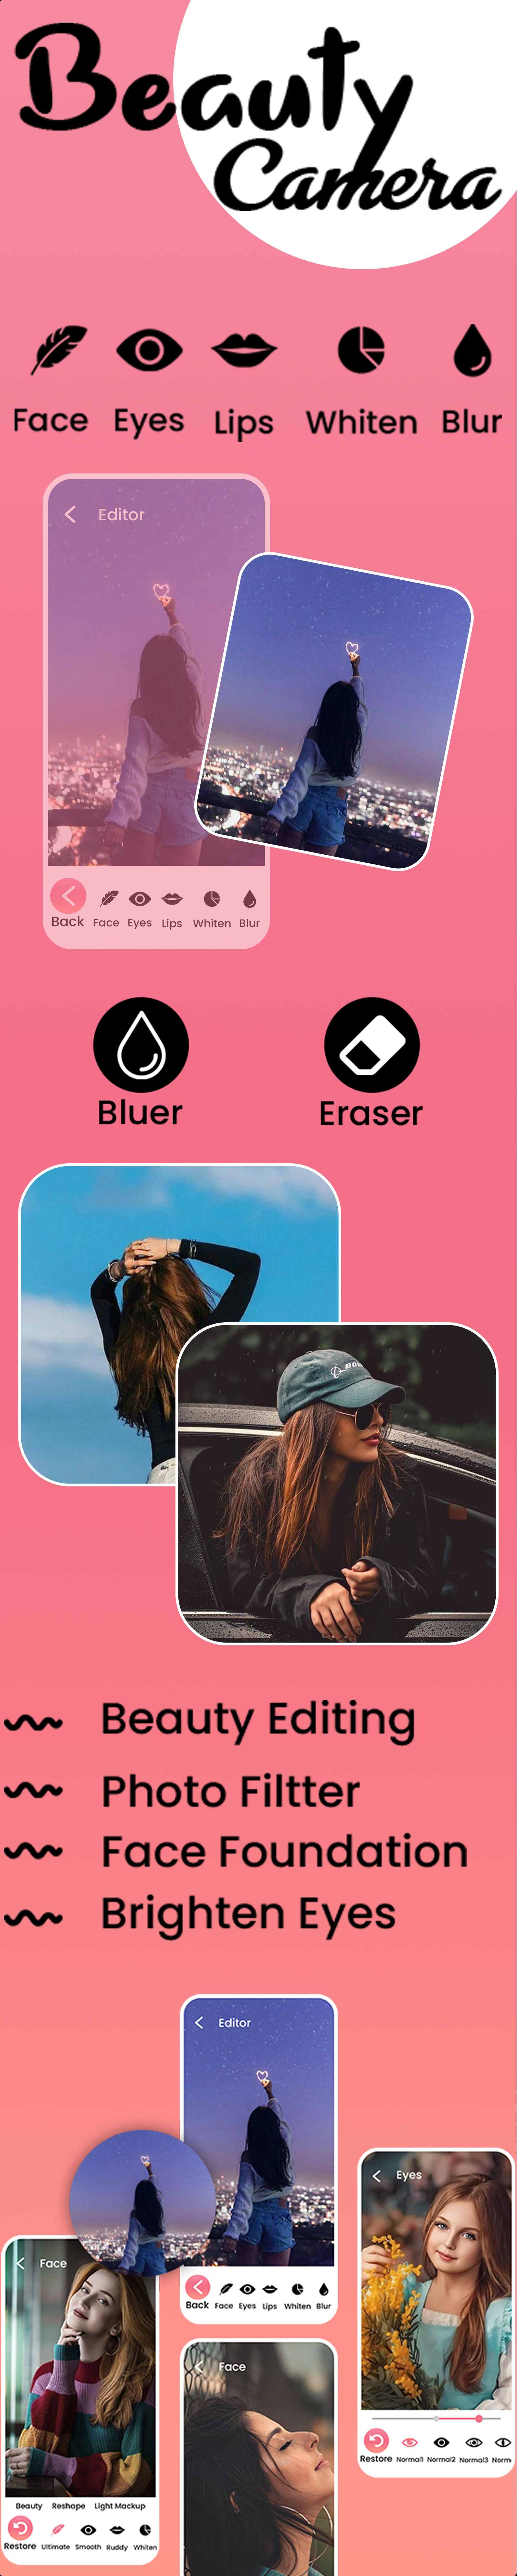 Beauty
Camera
Face Eyes Lips Whiten Blur
Editor
Back Face Eyes Lips Whiten Blur
Bluer Eraser
Beauty Editing
Photo Filtter
Face Foundation
Brighten Eyes
Editor
Back Face Eyes Lips Whiten Blur
Eyes
Restore Normal1 Normal2 Normal3
Face
Beauty Reshape Light Mackup
Restore Ultimate Smooth Ruddy Whiten
Face